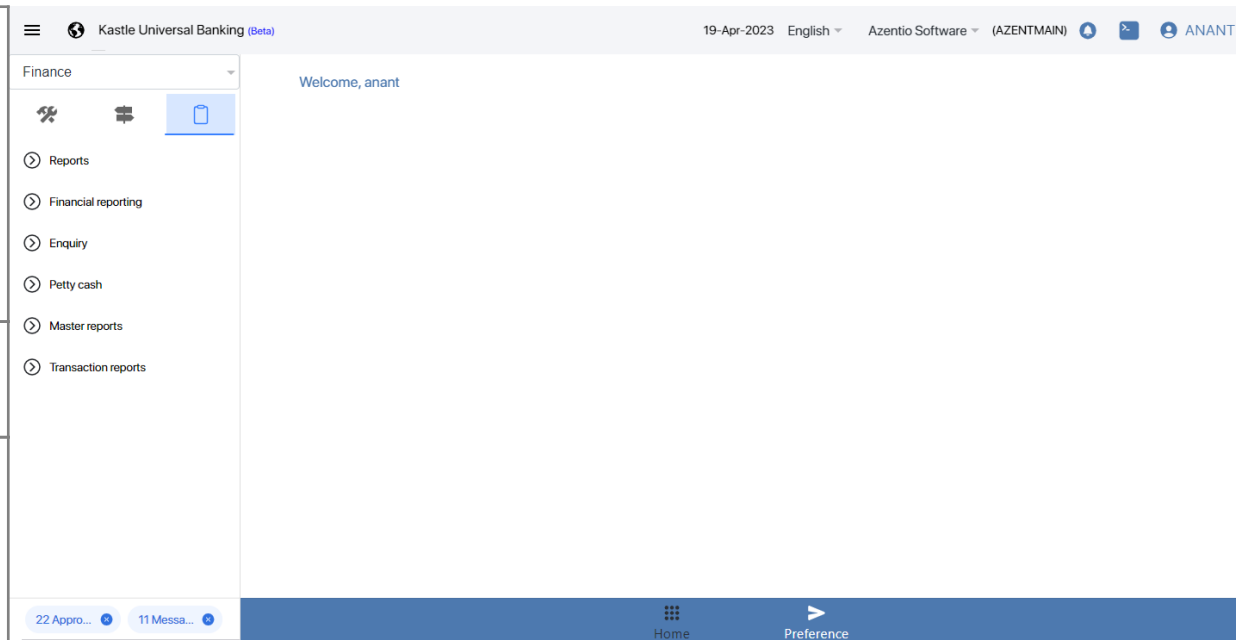 Kastle Universal Banking (Beta) 19-Apr-2023 English Azentio Software (AZENTMAIN) ANANT
Finance
Welcome, anant
Reports
Financial reporting
Enquiry
Petty cash
Master reports
Transaction reports
22 Appro... 11 Messa...
Home Preference